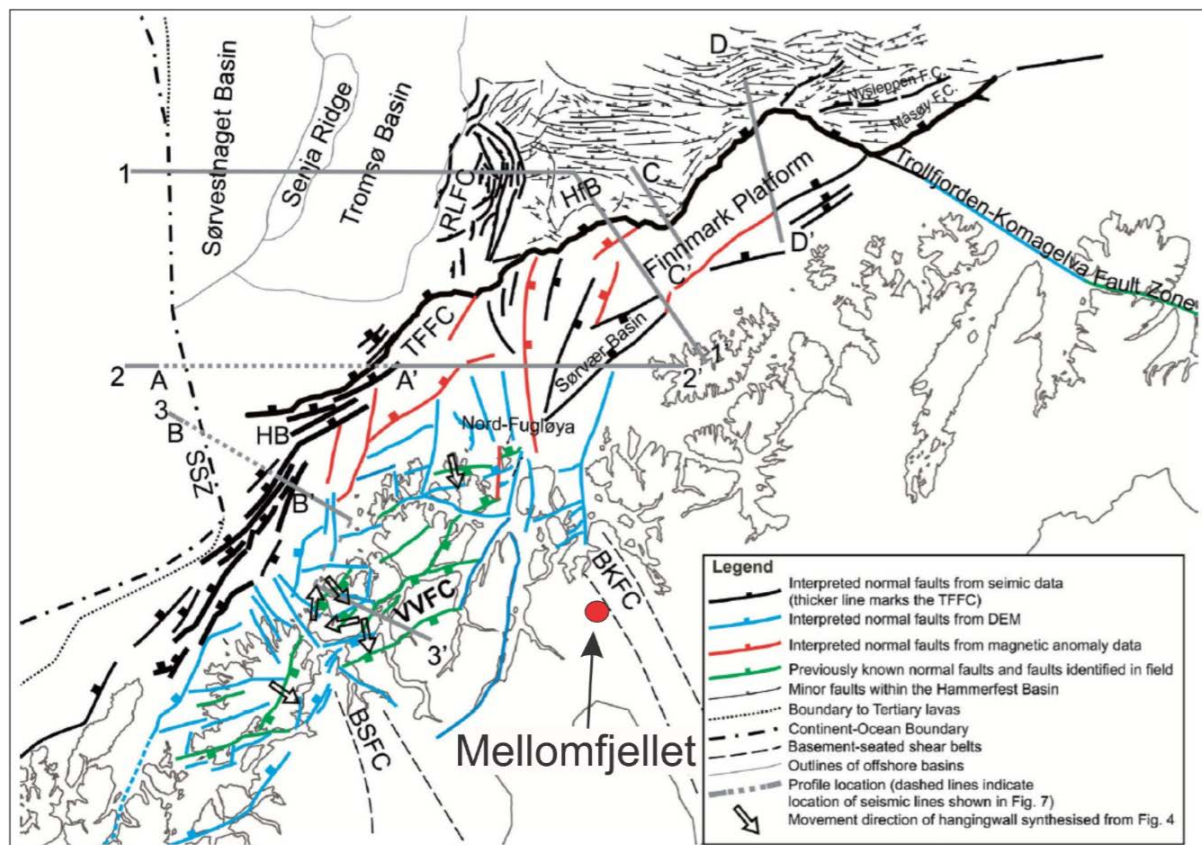 D
Nysleppen F.C.
Måsøy F.C.
Sørvestnaget Basin
Senja Ridge
Tromsø Basin
1
RLFC
HfB
C
Trollfjorden-Komagelva Fault Zone
Finnmark Platform
D'
C'
TFFC
Sørvær Basin
1'
2
A
A'
2'
3
B
HB
Nord-Fugløya
SSZ
B'
BKFC
VVFC
3'
BSFC
Mellomfjellet
Legend
Interpreted normal faults from seimic data
(thicker line marks the TFFC)
Interpreted normal faults from DEM
Interpreted normal faults from magnetic anomaly data
Previously known normal faults and faults identified in field
Minor faults within the Hammerfest Basin
Boundary to Tertiary lavas
Continent-Ocean Boundary
Basement-seated shear belts
Outlines of offshore basins
Profile location (dashed lines indicate
location of seismic lines shown in Fig. 7)
Movement direction of hangingwall synthesised from Fig. 4